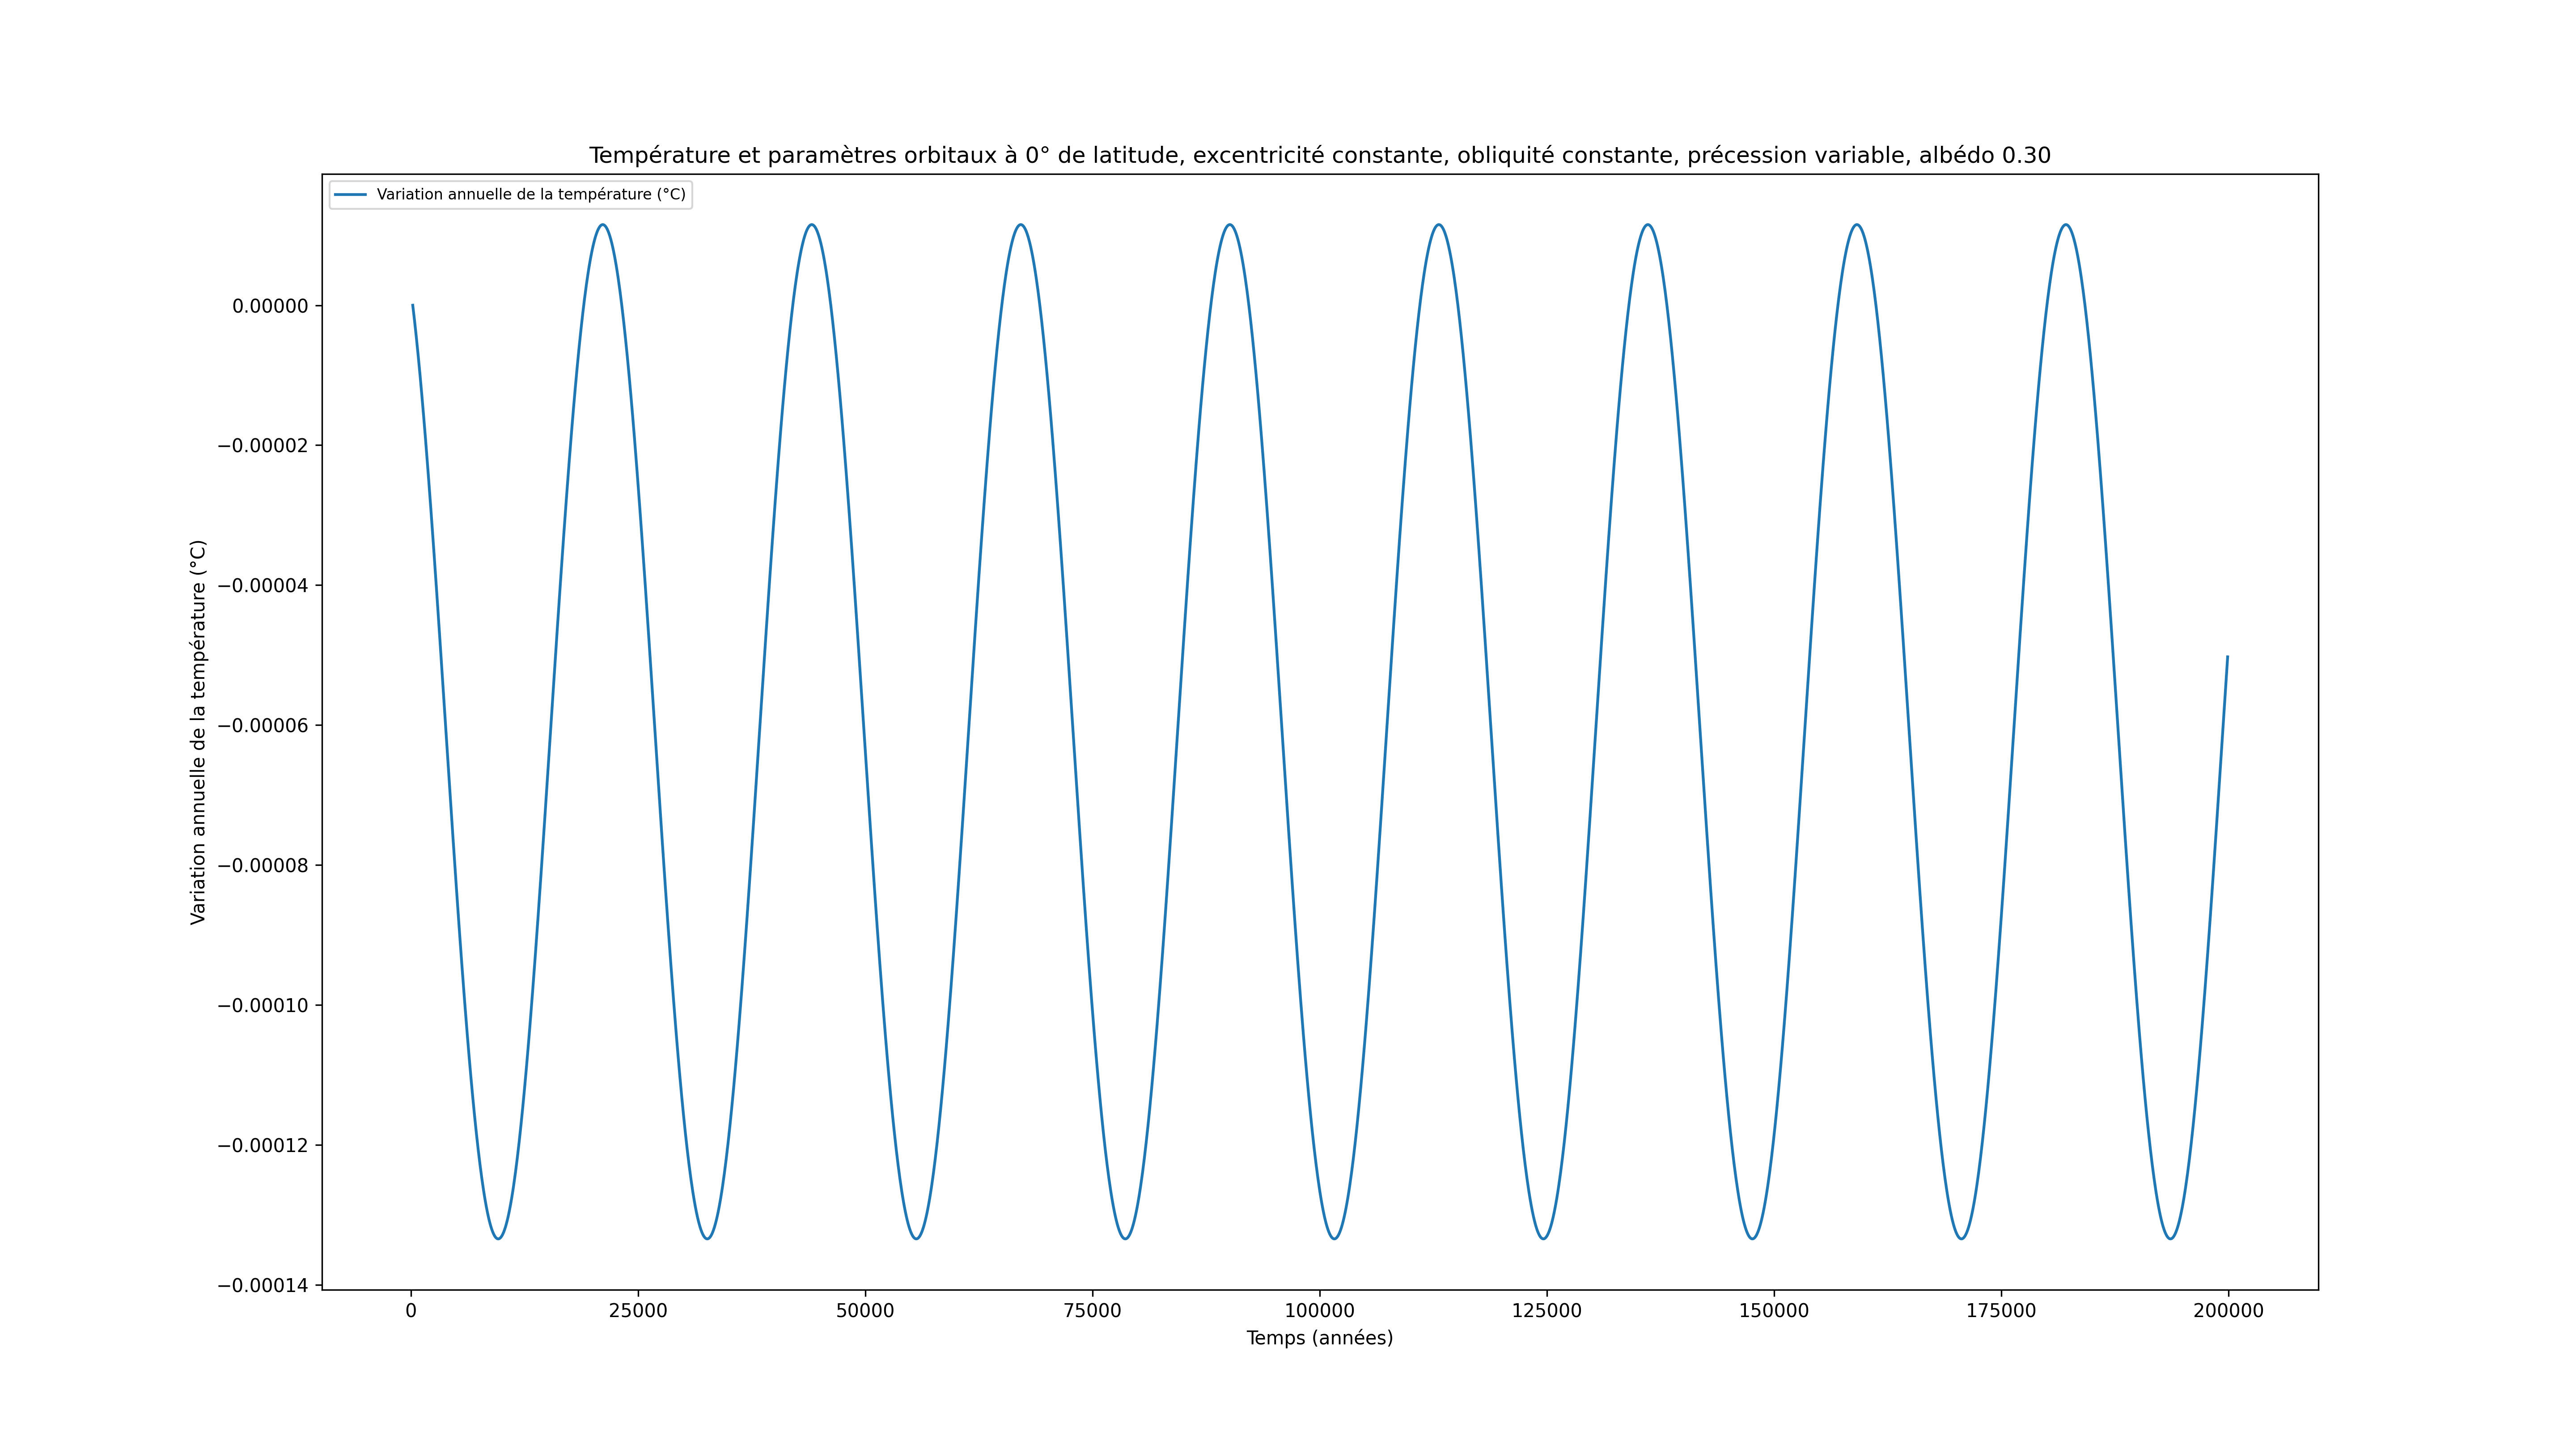 Température et paramètres orbitaux à 0° de latitude, excentricité constante, obliquité constante, précession variable, albédo 0.30
Variation annuelle de la température (°C)
Variation annuelle de la température (°C)
0.00000
−0.00002
−0.00004
−0.00006
−0.00008
−0.00010
−0.00012
−0.00014
0 25000 50000 75000 100000 125000 150000 175000 200000
Temps (années)